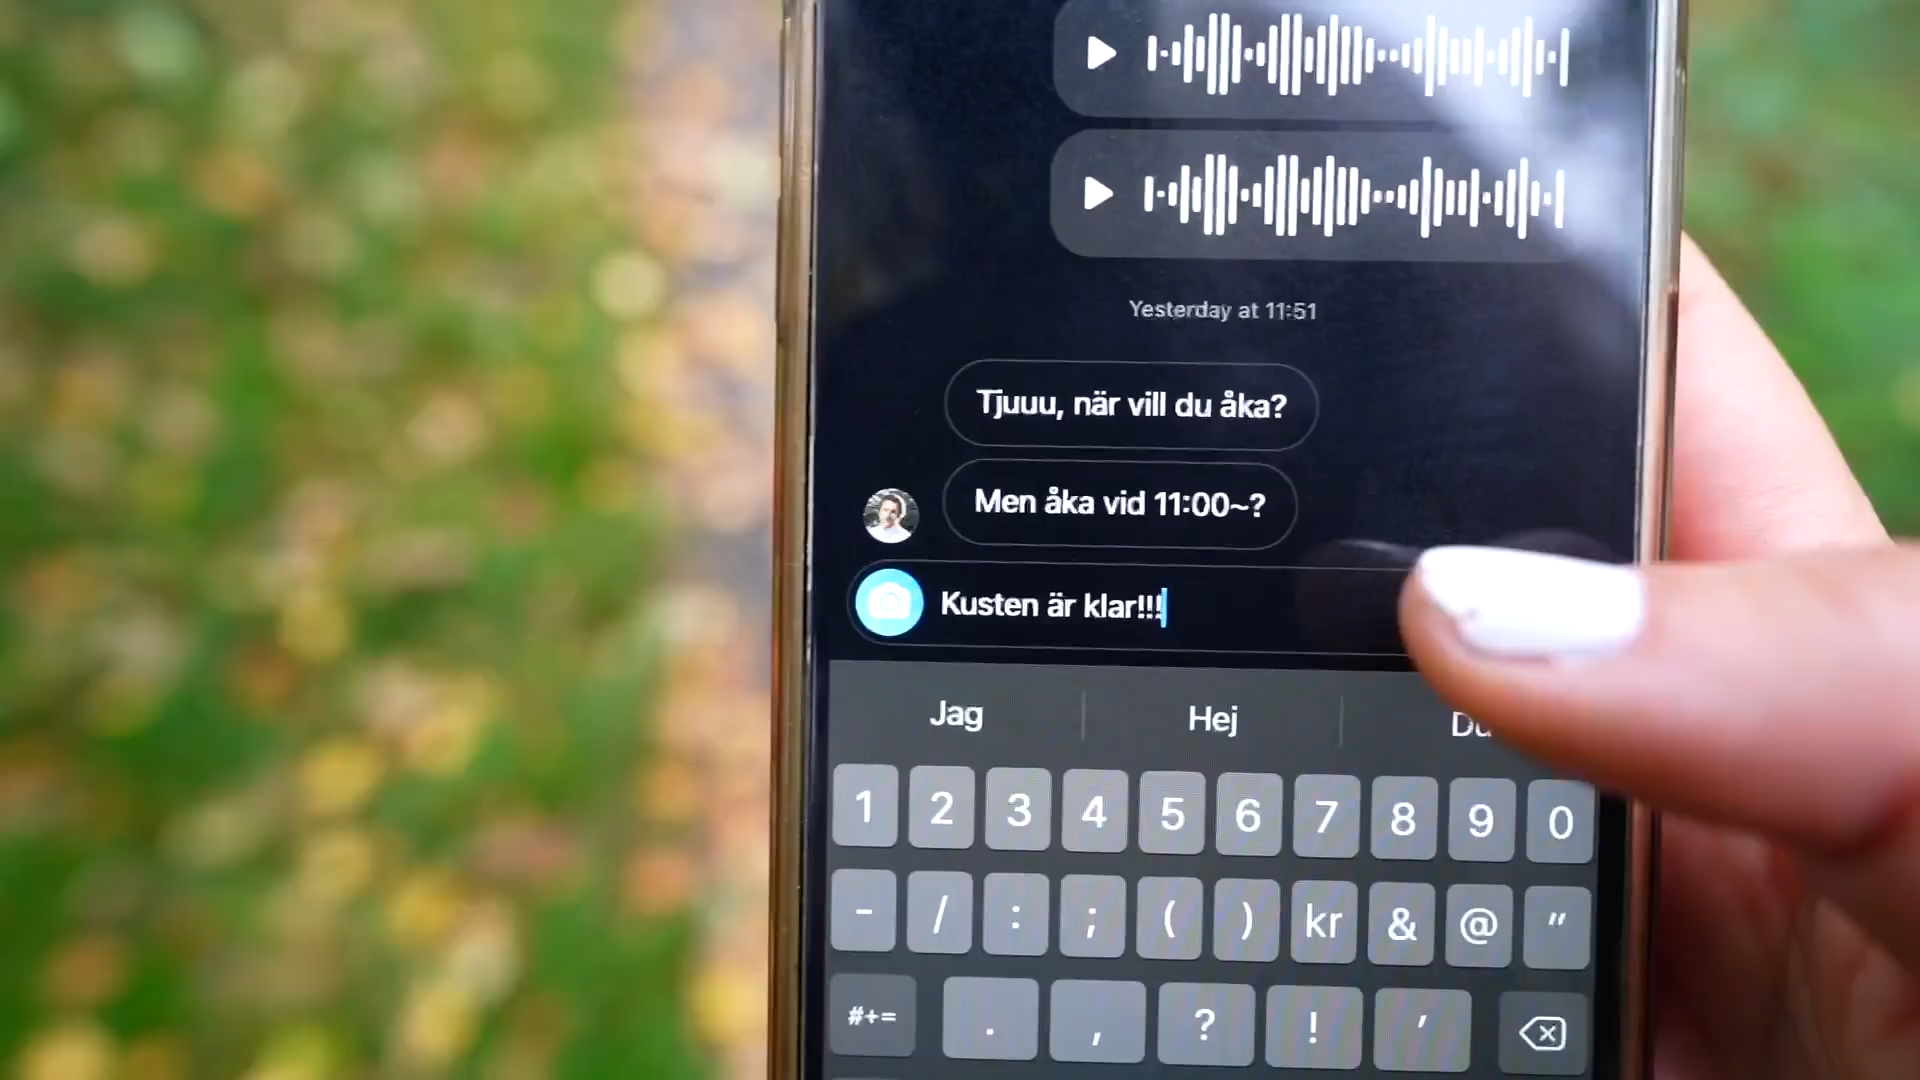 Yesterday at 11:51
Tjuuu, när vill du åka?
Men åka vid 11:00~?
Kusten är klar!!!
Jag Hej Du
1 2 3 4 5 6 7 8 9 0
- / : ; ( ) kr & @ "
#+= . , ? ! '